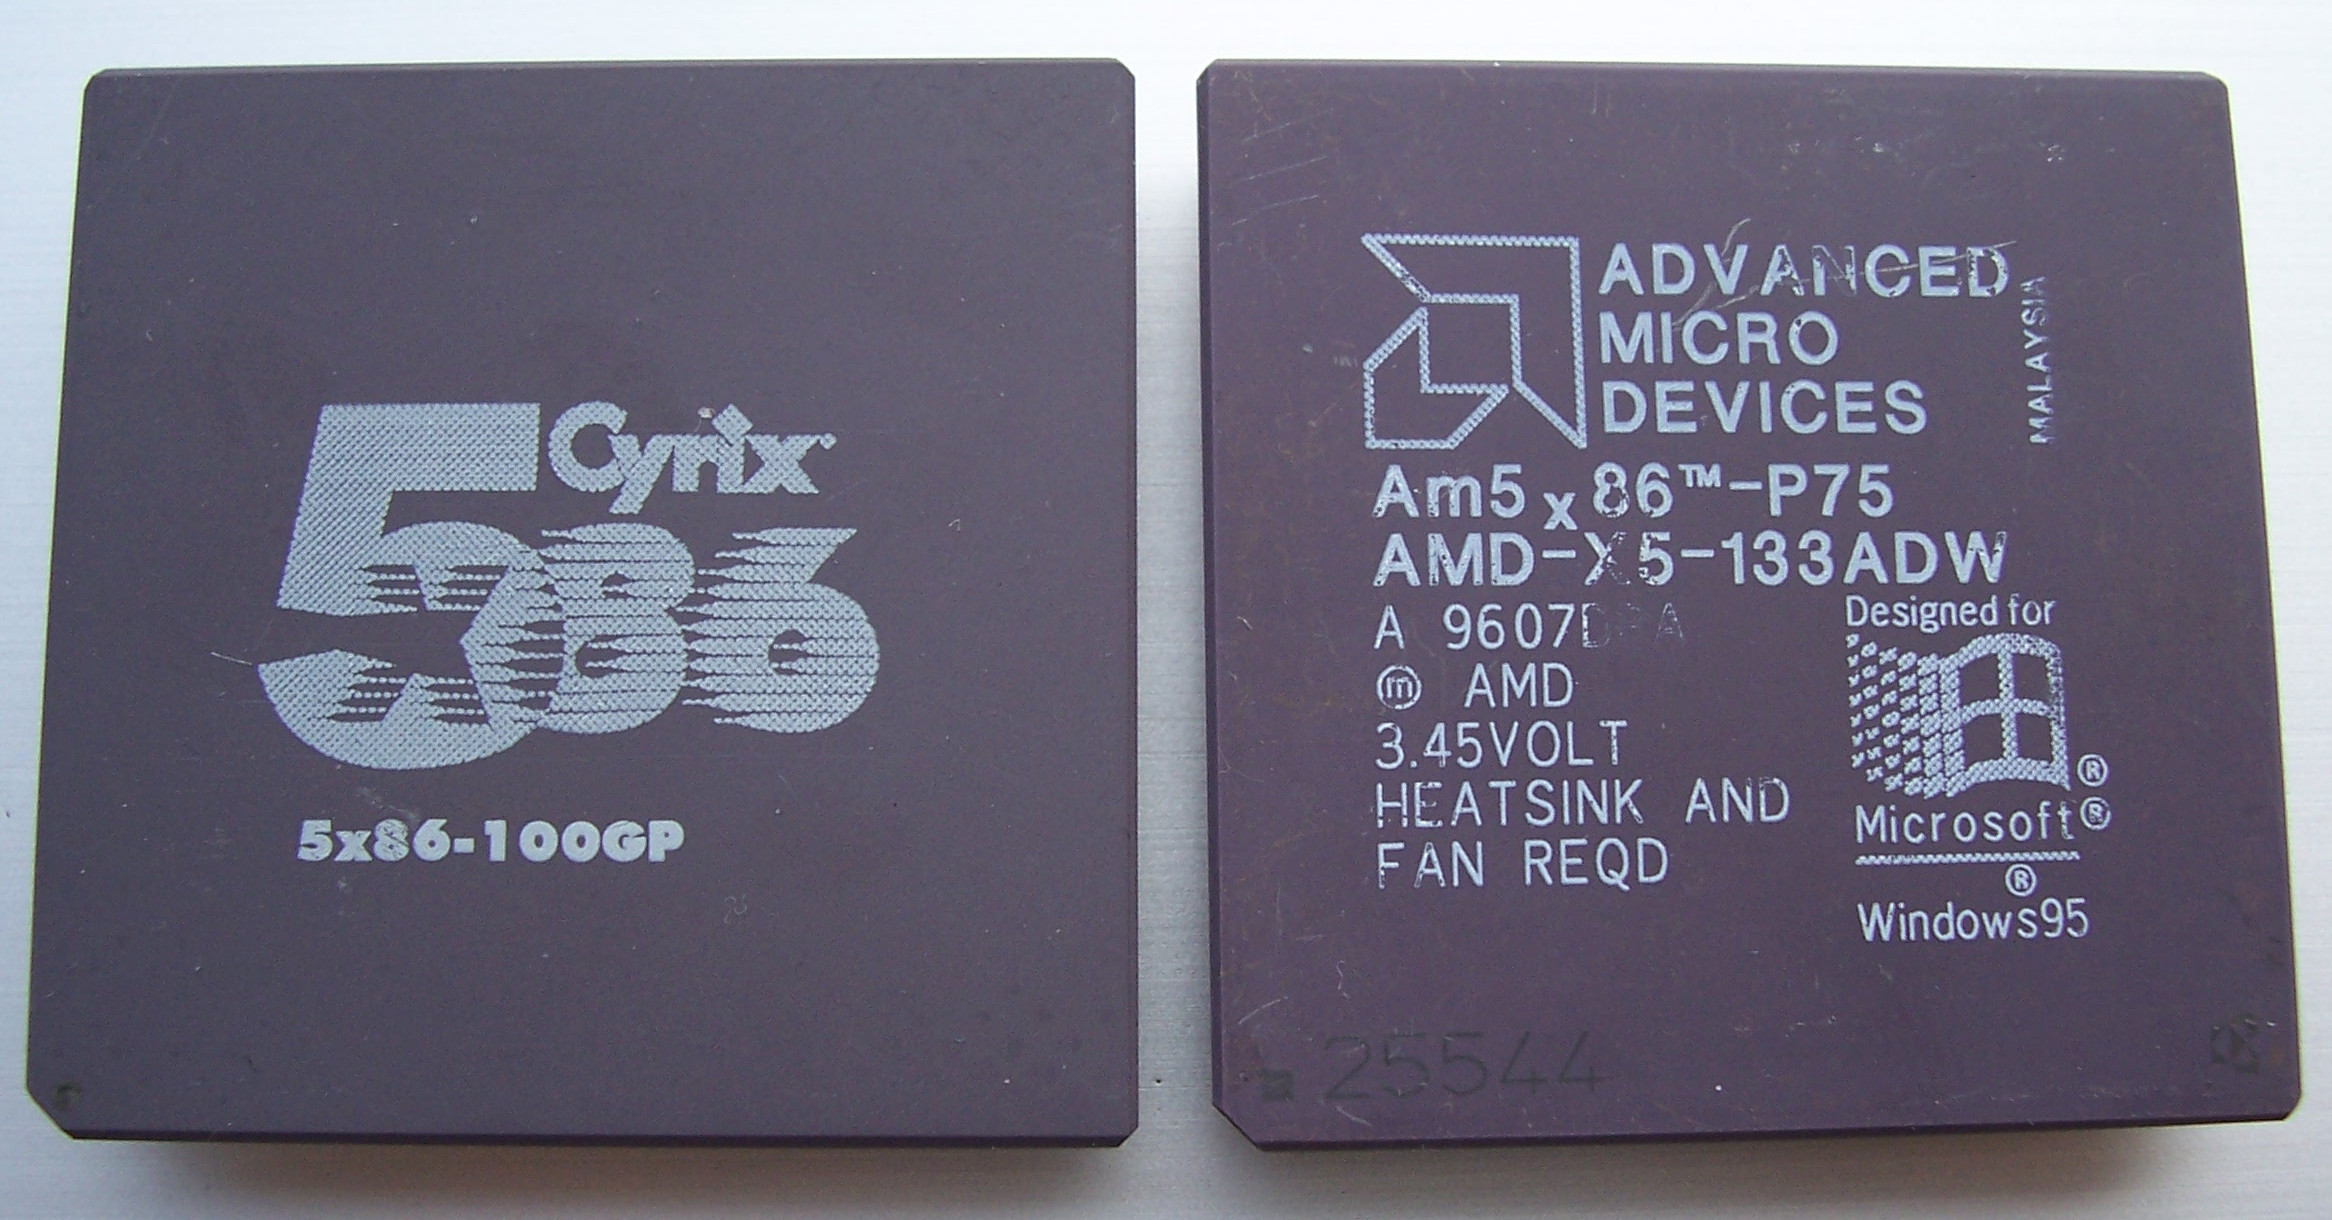 Cyrix
5x86
5x86-100GP
ADVANCED
MICRO
DEVICES
MALAYSIA
Am5x86™-P75
AMD-X5-133ADW
A 9607
Designed for
ⓜ AMD
3.45VOLT
HEATSINK AND
FAN REQD
®
Microsoft®
®
Windows95
25544